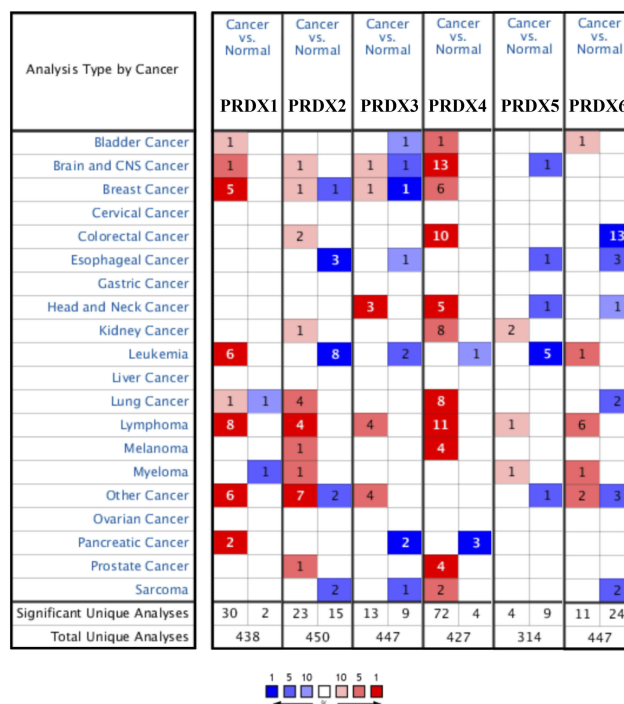 Analysis Type by Cancer
Cancer vs. Normal Cancer vs. Normal Cancer vs. Normal Cancer vs. Normal Cancer vs. Normal Cancer vs. Normal
PRDX1 PRDX2 PRDX3 PRDX4 PRDX5 PRDX6
Bladder Cancer 1 1 1 1
Brain and CNS Cancer 1 1 1 1 13 1
Breast Cancer 5 1 1 1 1 6
Cervical Cancer
Colorectal Cancer 2 10 13
Esophageal Cancer 3 1 1 3
Gastric Cancer
Head and Neck Cancer 3 5 1 1
Kidney Cancer 1 8 2
Leukemia 6 8 2 1 5 1
Liver Cancer
Lung Cancer 1 1 4 8 2
Lymphoma 8 4 4 11 1 6
Melanoma 1 4
Myeloma 1 1 1 1
Other Cancer 6 7 2 4 1 2 3
Ovarian Cancer
Pancreatic Cancer 2 2 3
Prostate Cancer 1 4
Sarcoma 2 1 2 2
Significant Unique Analyses 30 2 23 15 13 9 72 4 4 9 11 24
Total Unique Analyses 438 450 447 427 314 447
1 5 10 10 5 1